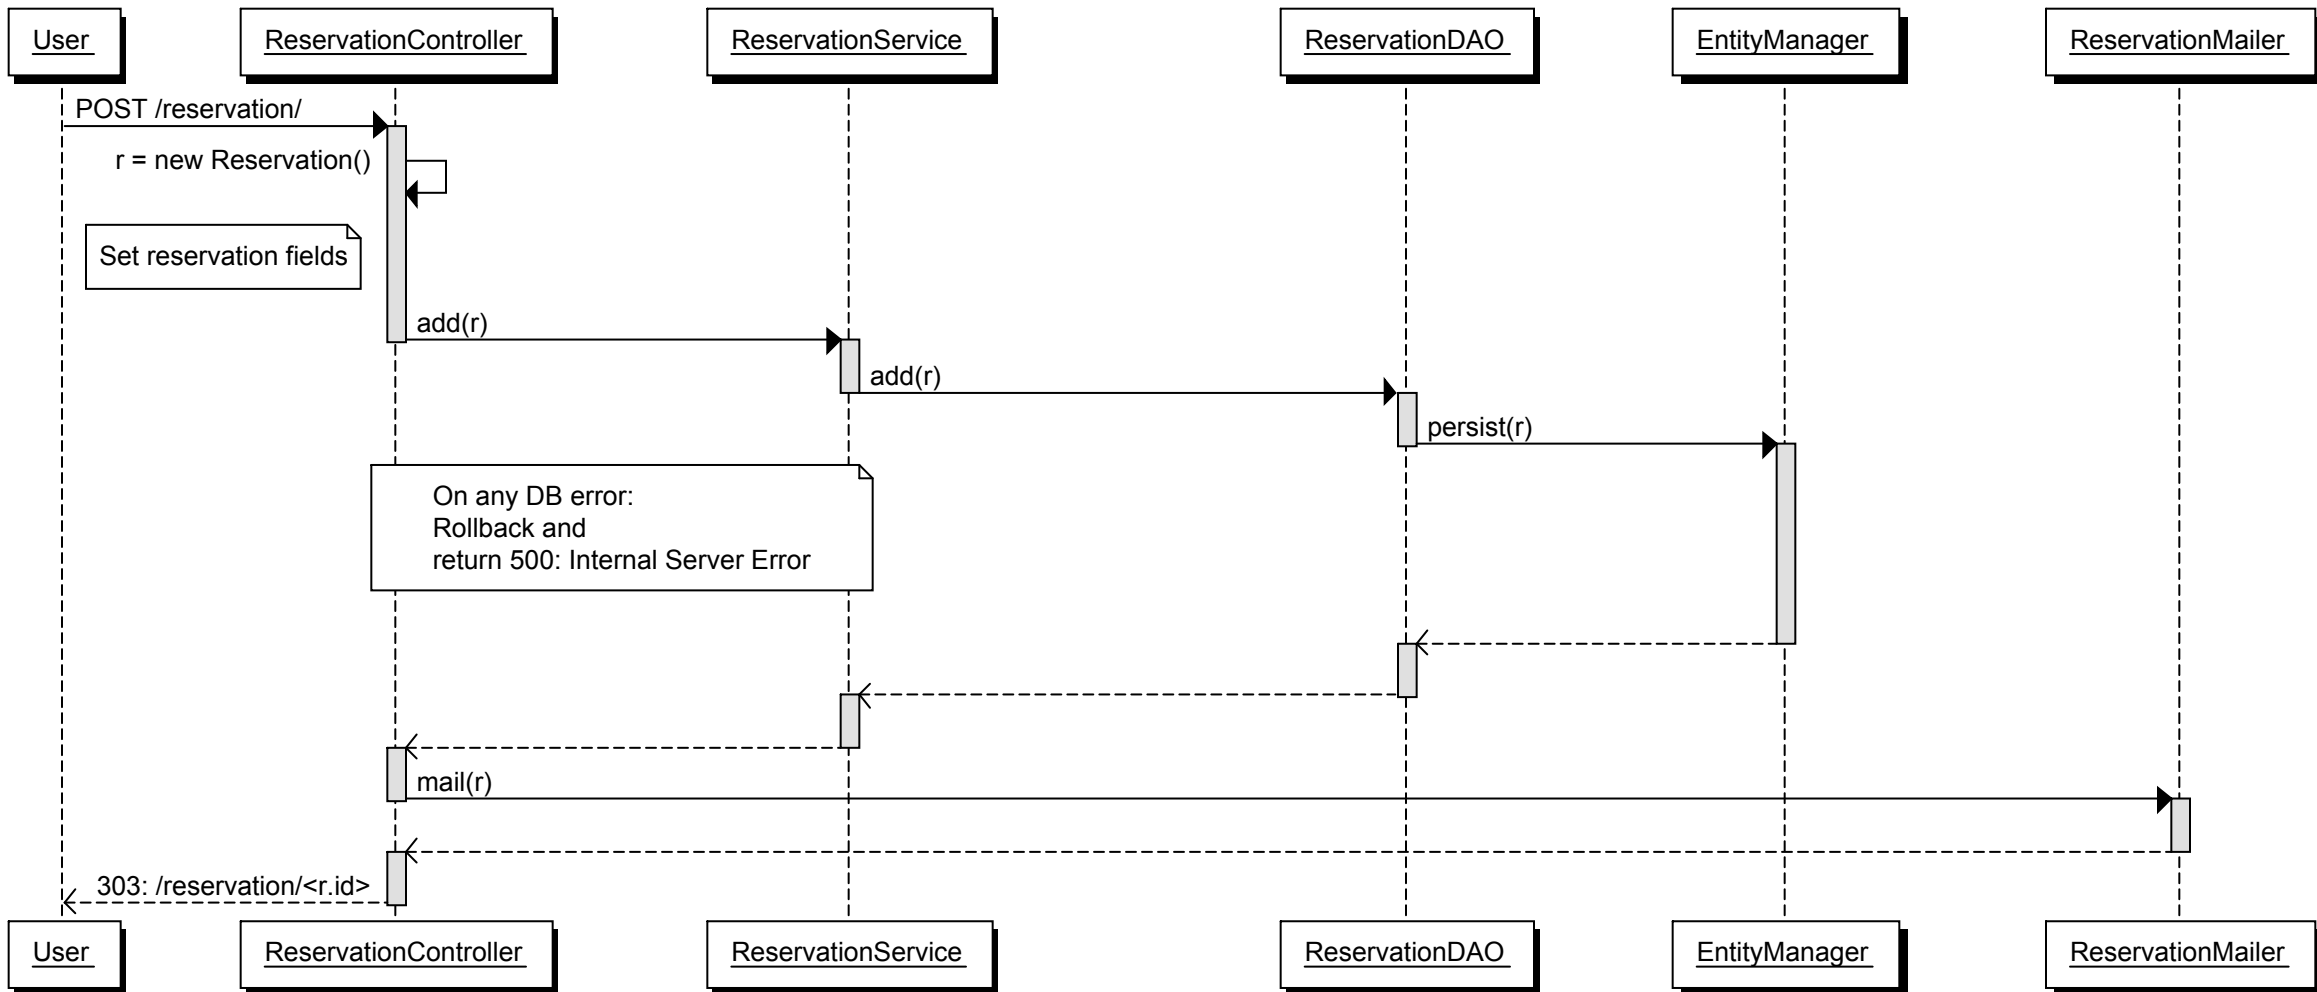 User
ReservationController
ReservationService
ReservationDAO
EntityManager
ReservationMailer
POST /reservation/
r = new Reservation()
Set reservation fields
add(r)
add(r)
persist(r)
On any DB error:
Rollback and
return 500: Internal Server Error
mail(r)
303: /reservation/<r.id>
User
ReservationController
ReservationService
ReservationDAO
EntityManager
ReservationMailer